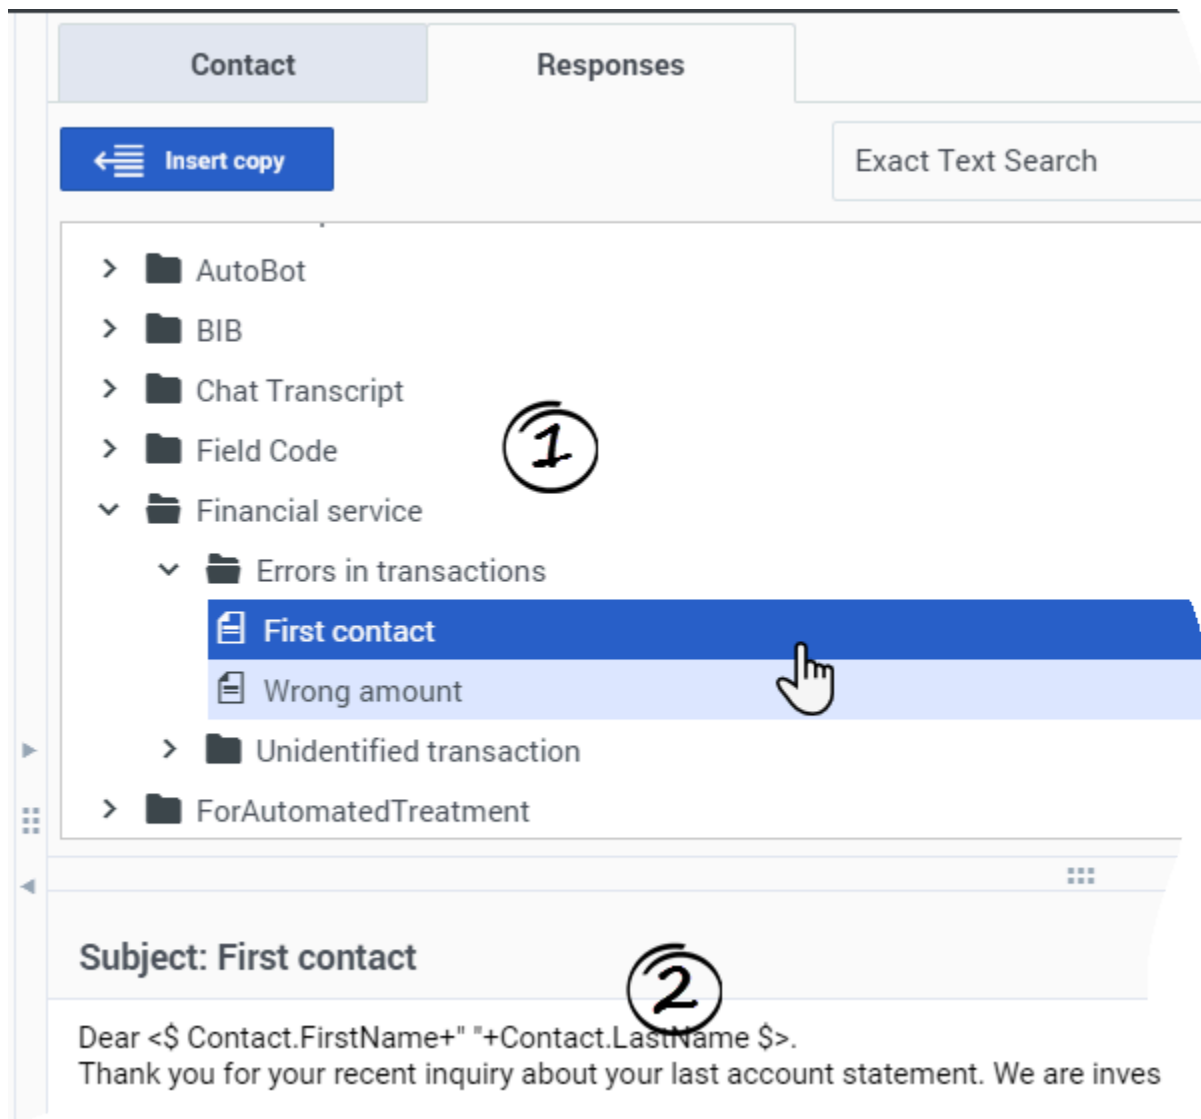 Contact
Responses
Insert copy
Exact Text Search
AutoBot
BIB
Chat Transcript
1
Field Code
Financial service
Errors in transactions
First contact
Wrong amount
Unidentified transaction
ForAutomatedTreatment
Subject: First contact
2
Dear <$ Contact.FirstName+" "+Contact.LastName $>.
Thank you for your recent inquiry about your last account statement. We are inves